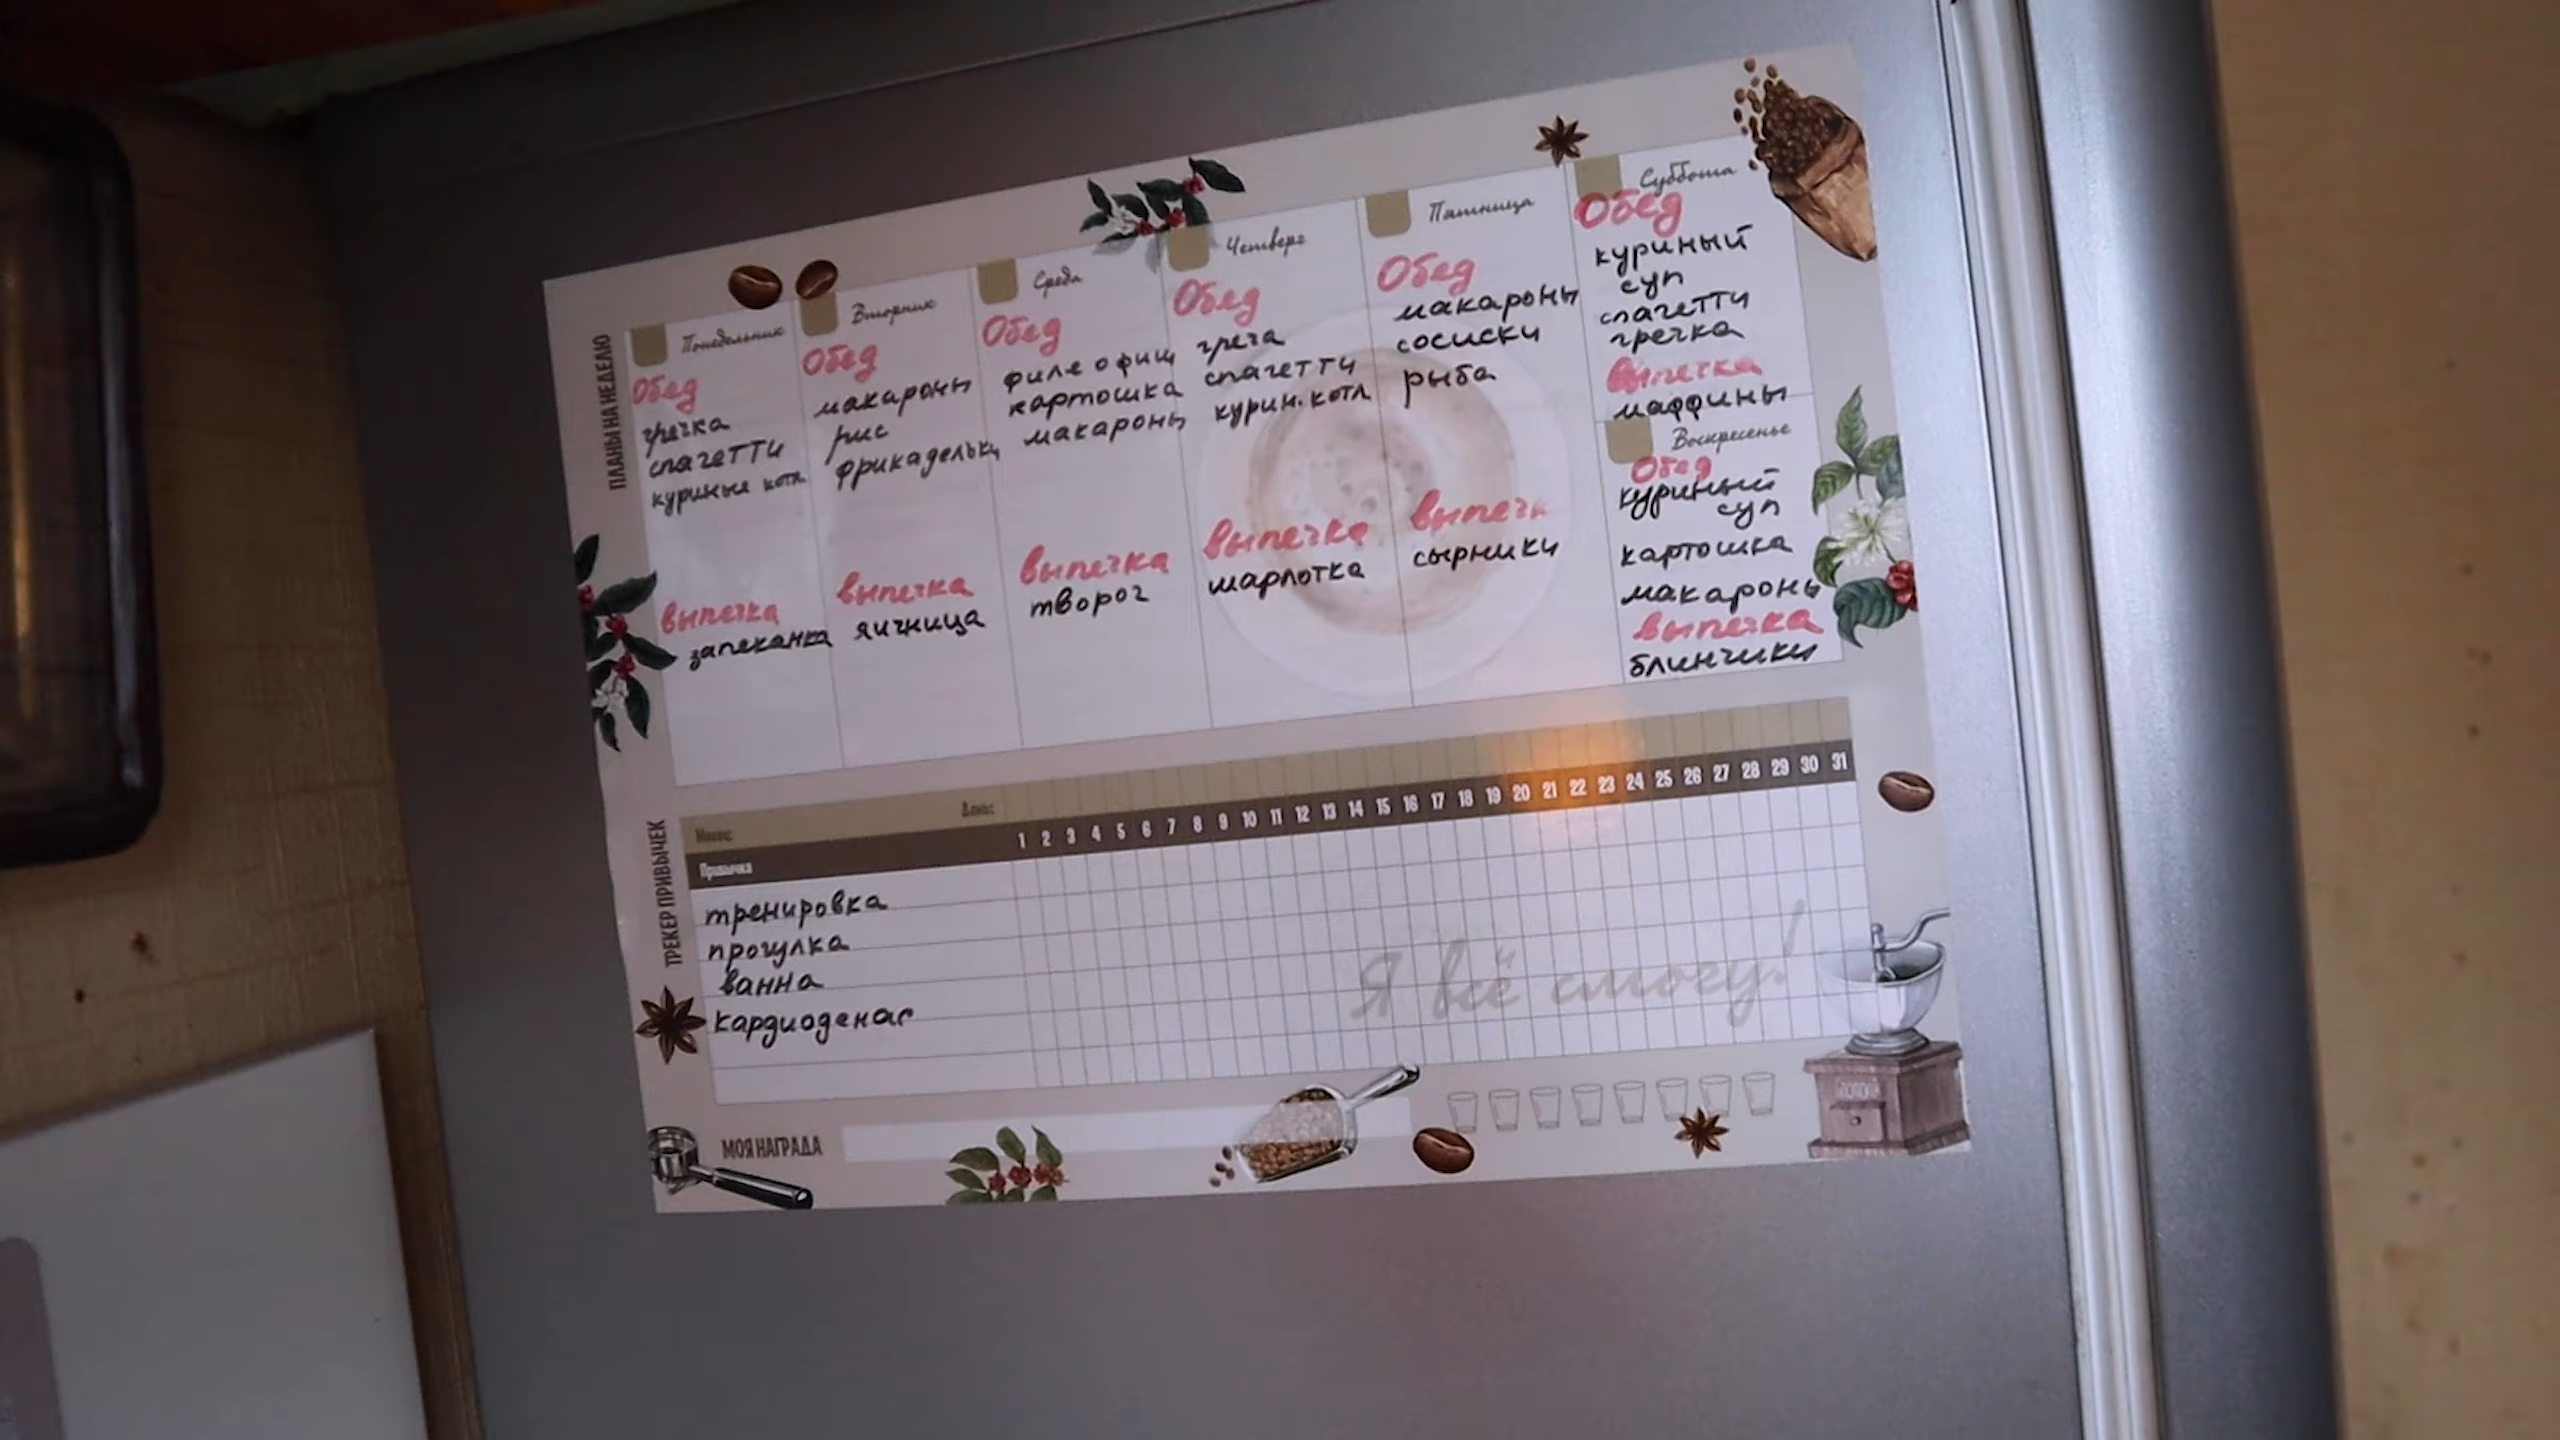 ПЛАНЫ НА НЕДЕЛЮ
Понедельник
Обед
гречка
спагетти
куриные котл.
выпечка
запеканка
Вторник
Обед
макароны
рис
фрикадельки
выпечка
яичница
Среда
Обед
филе о фиш
картошка
макароны
выпечка
творог
Четверг
Обед
греча
спагетти
курин. котл
выпечка
шарлотка
Пятница
Обед
макароны
сосиски
рыба
выпечк
сырники
Суббота
Обед
куриный
суп
спагетти
гречка
выпечка
маффины
Воскресенье
Обед
куриный
суп
картошка
макароны
выпечка
блинчики
ТРЕКЕР ПРИВЫЧЕК
Месяц:
День:
Привычка
1 2 3 4 5 6 7 8 9 10 11 12 13 14 15 16 17 18 19 20 21 22 23 24 25 26 27 28 29 30 31
тренировка
прогулка
ванна
кардиоденас
Я всё смогу!
МОЯ НАГРАДА